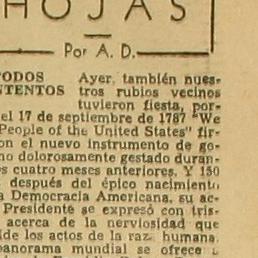 HOJAS
Por A. D.
TODOS
NTENTOS
Ayer, también nues-
tros rubios vecinos
tuvieron fiesta, por-
el 17 de septiembre de 1787 "We
People of the United States" fir-
on el nuevo instrumento de go-
no dolorosamente gestado duran-
s cuatro meses anteriores. Y 150
después del épico nacimiento
a Democracia Americana, su ac-
Presidente se expresó con tris-
acerca de la nerviosidad que
de los actos de la raza humana.
panorama mundial se ofrece